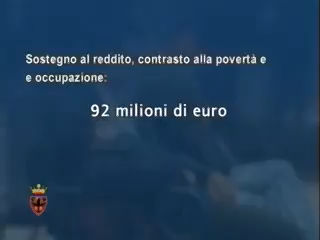 Sostegno al reddito, contrasto alla povertà e
e occupazione:
92 milioni di euro